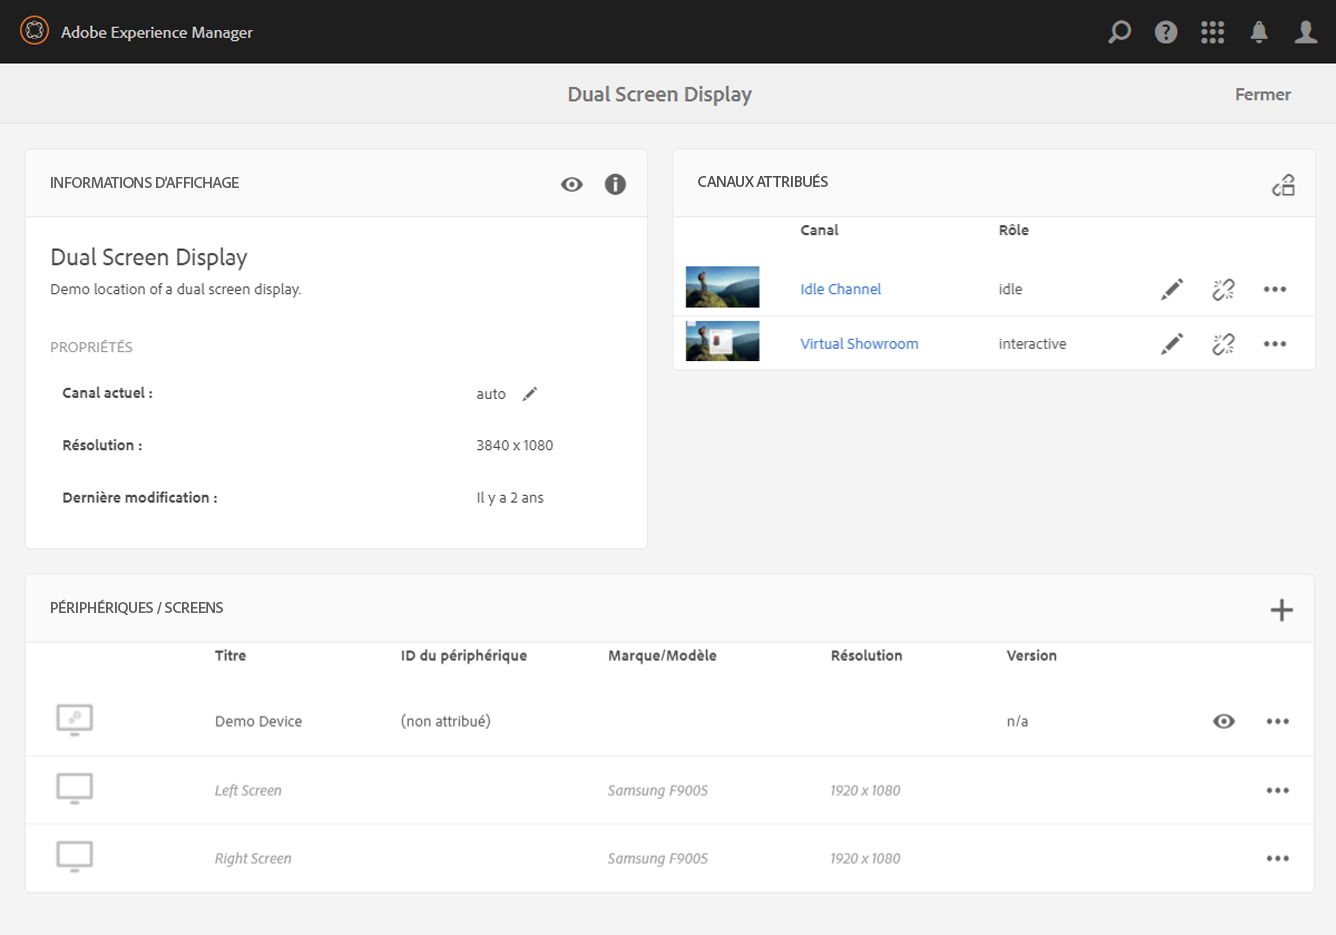 Adobe Experience Manager
Dual Screen Display
Fermer
INFORMATIONS D'AFFICHAGE
Dual Screen Display
Demo location of a dual screen display.
PROPRIÉTÉS
Canal actuel : auto
Résolution : 3840 x 1080
Dernière modification : Il y a 2 ans
CANAUX ATTRIBUÉS
Canal Rôle
Idle Channel idle
Virtual Showroom interactive
PÉRIPHÉRIQUES / SCREENS
Titre ID du périphérique Marque/Modèle Résolution Version
Demo Device (non attribué) n/a
Left Screen Samsung F9005 1920 x 1080
Right Screen Samsung F9005 1920 x 1080